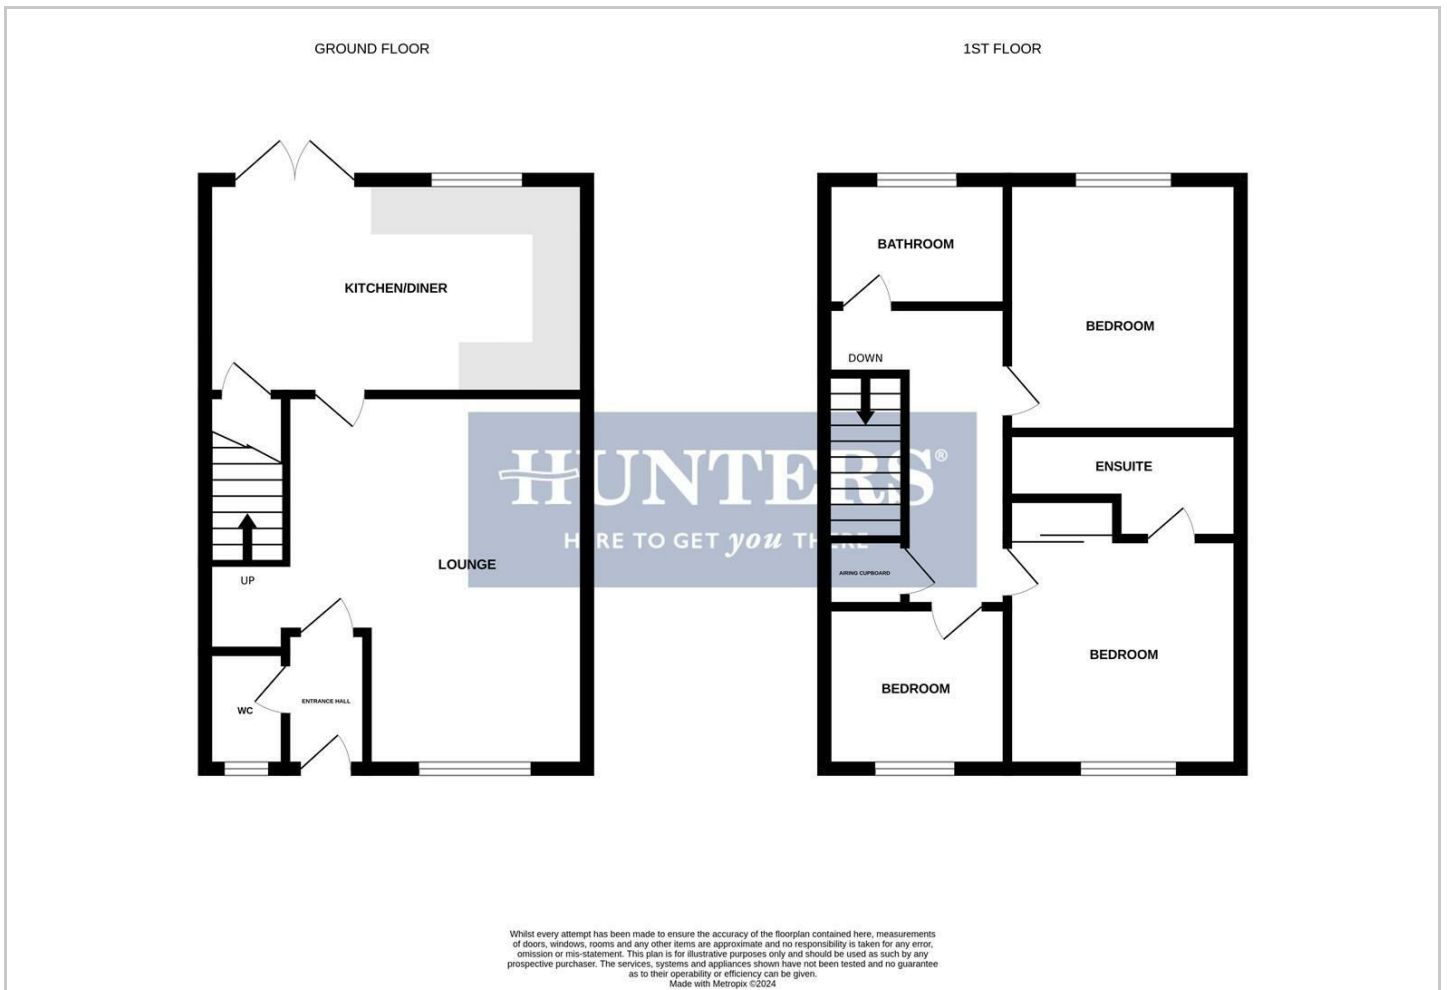 GROUND FLOOR
1ST FLOOR
BATHROOM
KITCHEN/DINER
BEDROOM
DOWN
ENSUITE
HUNTERS®
HERE TO GET you THERE
LOUNGE
UP
AIRING CUPBOARD
BEDROOM
BEDROOM
ENTRANCE HALL
WC
Whilst every attempt has been made to ensure the accuracy of the floorplan contained here, measurements
of doors, windows, rooms and any other items are approximate and no responsibility is taken for any error,
omission or mis-statement. This plan is for illustrative purposes only and should be used as such by any
prospective purchaser. The services, systems and appliances shown have not been tested and no guarantee
as to their operability or efficiency can be given.
Made with Metropix ©2024